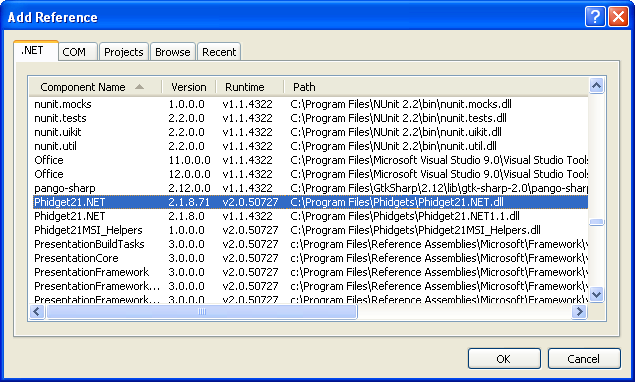 Add Reference
.NET COM Projects Browse Recent
Component Name Version Runtime Path
nunit.mocks 1.0.0.0 v1.1.4322 C:\Program Files\NUnit 2.2\bin\nunit.mocks.dll
nunit.tests 2.2.0.0 v1.1.4322 C:\Program Files\NUnit 2.2\bin\nunit.tests.dll
nunit.uikit 2.2.0.0 v1.1.4322 C:\Program Files\NUnit 2.2\bin\nunit.uikit.dll
nunit.util 2.2.0.0 v1.1.4322 C:\Program Files\NUnit 2.2\bin\nunit.util.dll
Office 11.0.0.0 v1.1.4322 C:\Program Files\Microsoft Visual Studio 9.0\Visual Studio Tools
Office 12.0.0.0 v1.1.4322 C:\Program Files\Microsoft Visual Studio 9.0\Visual Studio Tools
pango-sharp 2.12.0.0 v1.1.4322 C:\Program Files\GtkSharp\2.12\lib\gtk-sharp-2.0\pango-shar
Phidget21.NET 2.1.8.71 v2.0.50727 C:\Program Files\Phidgets\Phidget21.NET.dll
Phidget21.NET 2.1.8.0 v1.1.4322 C:\Program Files\Phidgets\Phidget21.NET1.1.dll
Phidget21MSI_Helpers 1.0.0.0 v2.0.50727 C:\Program Files\Phidgets\Phidget21MSI_Helpers.dll
PresentationBuildTasks 3.0.0.0 v2.0.50727 c:\Program Files\Reference Assemblies\Microsoft\Framework\v
PresentationCore 3.0.0.0 v2.0.50727 c:\Program Files\Reference Assemblies\Microsoft\Framework\v
PresentationFramework 3.0.0.0 v2.0.50727 c:\Program Files\Reference Assemblies\Microsoft\Framework\v
PresentationFramework... 3.0.0.0 v2.0.50727 c:\Program Files\Reference Assemblies\Microsoft\Framework\v
PresentationFramework... 3.0.0.0 v2.0.50727 c:\Program Files\Reference Assemblies\Microsoft\Framework\v
OK Cancel